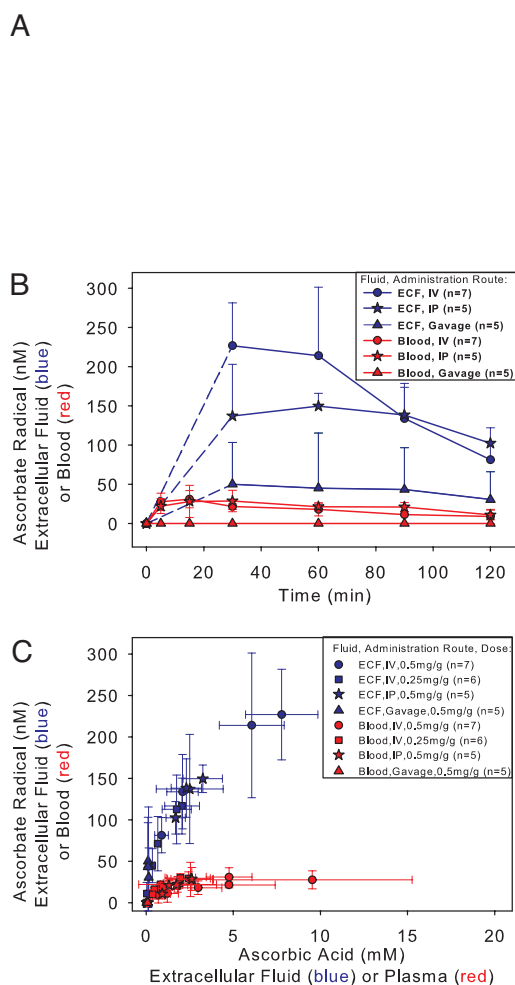 A
B
Ascorbate Radical (nM)
Extracellular Fluid (blue)
or Blood (red)
300
250
200
150
100
50
0
Fluid, Administration Route:
ECF, IV (n=7)
ECF, IP (n=5)
ECF, Gavage (n=5)
Blood, IV (n=7)
Blood, IP (n=5)
Blood, Gavage (n=5)
0 20 40 60 80 100 120
Time (min)
C
Ascorbate Radical (nM)
Extracellular Fluid (blue)
or Blood (red)
300
250
200
150
100
50
0
Fluid, Administration Route, Dose:
ECF,IV,0.5mg/g (n=7)
ECF,IV,0.25mg/g (n=6)
ECF,IP,0.5mg/g (n=5)
ECF,Gavage,0.5mg/g (n=5)
Blood,IV,0.5mg/g (n=7)
Blood,IV,0.25mg/g (n=6)
Blood,IP,0.5mg/g (n=5)
Blood,Gavage,0.5mg/g (n=5)
0 5 10 15 20
Ascorbic Acid (mM)
Extracellular Fluid (blue) or Plasma (red)